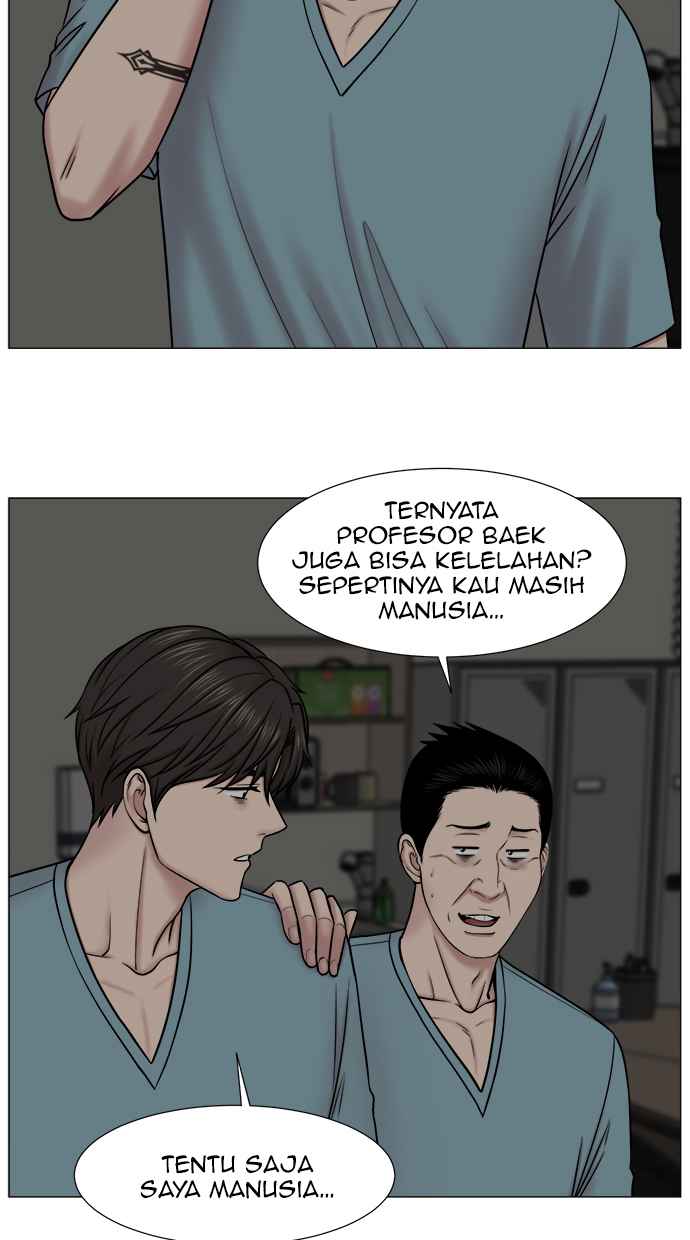 TERNYATA
PROFESOR BAEK
JUGA BISA KELELAHAN?
SEPERTINYA KAU MASIH
MANUSIA...
TENTU SAJA
SAYA MANUSIA...